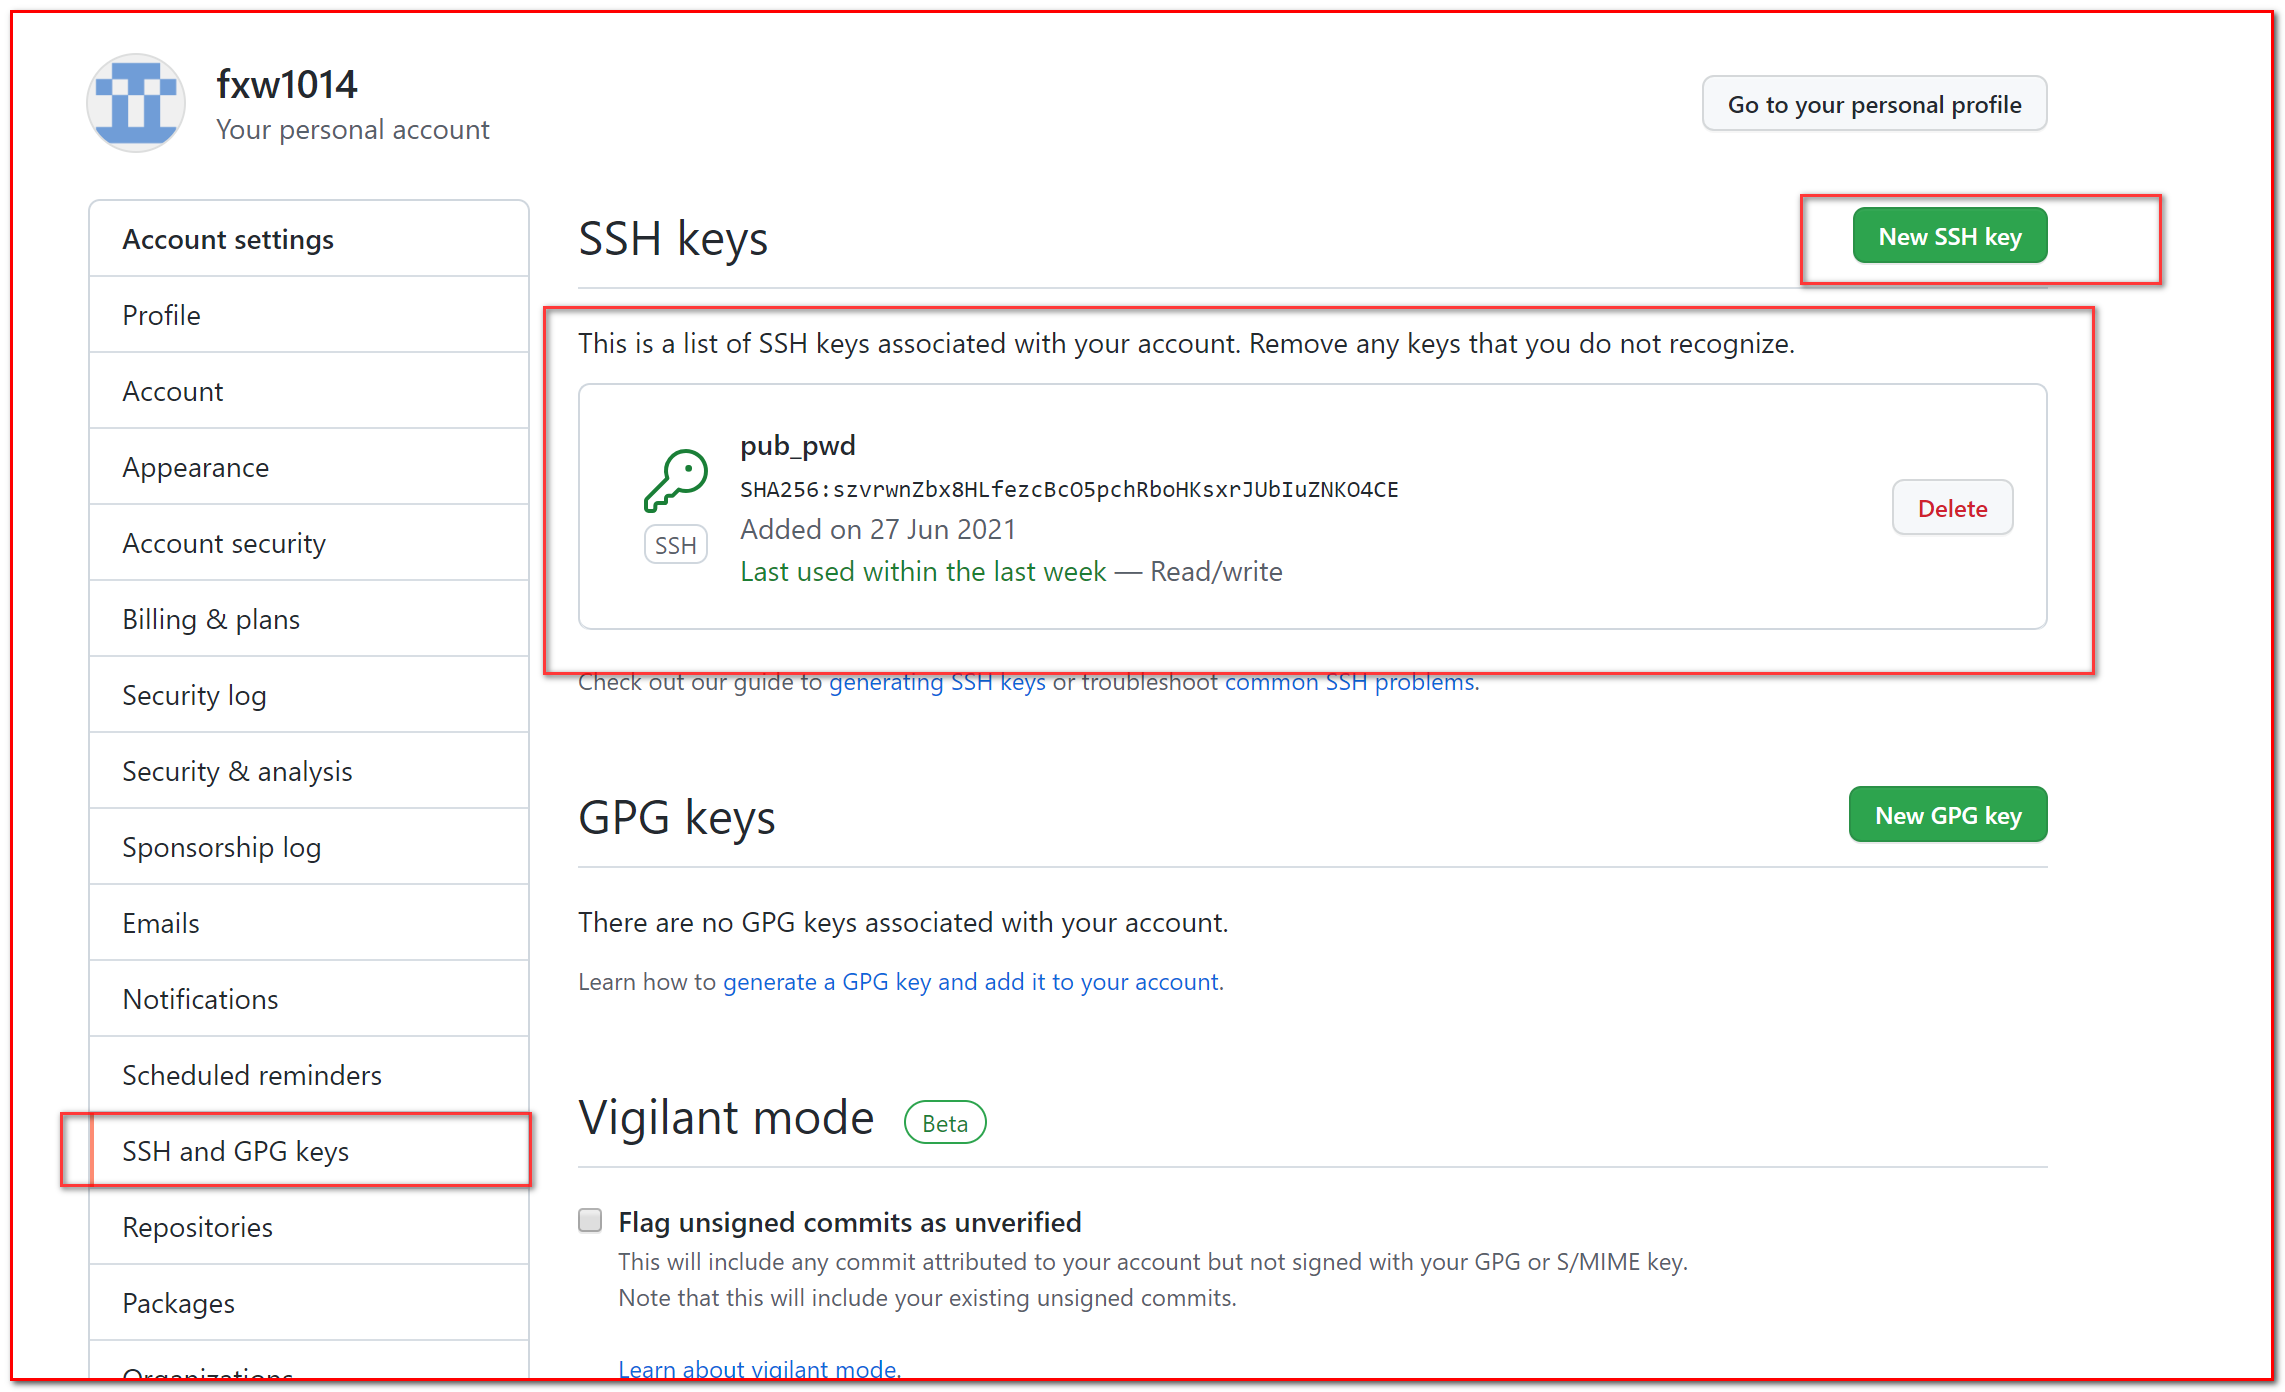 fxw1014
Your personal account
Go to your personal profile
Account settings
Profile
Account
Appearance
Account security
Billing & plans
Security log
Security & analysis
Sponsorship log
Emails
Notifications
Scheduled reminders
SSH and GPG keys
Repositories
Packages
Organizations
SSH keys
New SSH key
This is a list of SSH keys associated with your account. Remove any keys that you do not recognize.
pub_pwd
SHA256:szvrwnZbx8HLfezcBcO5pchRboHKsxrJUbIuZNKO4CE
SSH
Added on 27 Jun 2021
Last used within the last week — Read/write
Delete
Check out our guide to generating SSH keys or troubleshoot common SSH problems.
GPG keys
New GPG key
There are no GPG keys associated with your account.
Learn how to generate a GPG key and add it to your account.
Vigilant mode Beta
Flag unsigned commits as unverified
This will include any commit attributed to your account but not signed with your GPG or S/MIME key.
Note that this will include your existing unsigned commits.
Learn about vigilant mode.